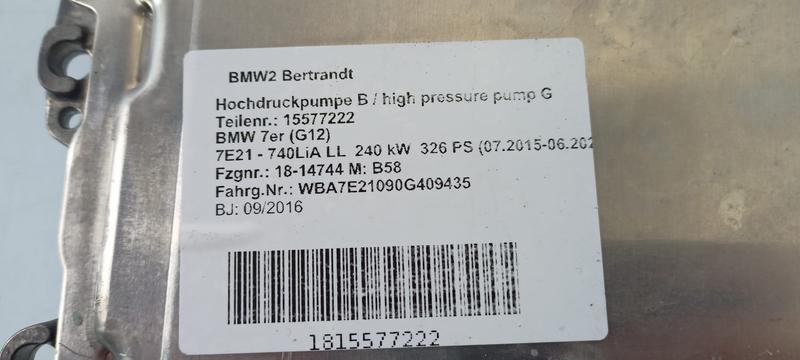 BMW2 Bertrandt
Hochdruckpumpe B / high pressure pump G
Teilenr.: 15577222
BMW 7er (G12)
7E21 - 740LiA LL 240 kW 326 PS (07.2015-06.202
Fzgnr.: 18-14744 M: B58
Fahrg.Nr.: WBA7E21090G409435
BJ: 09/2016
1815577222